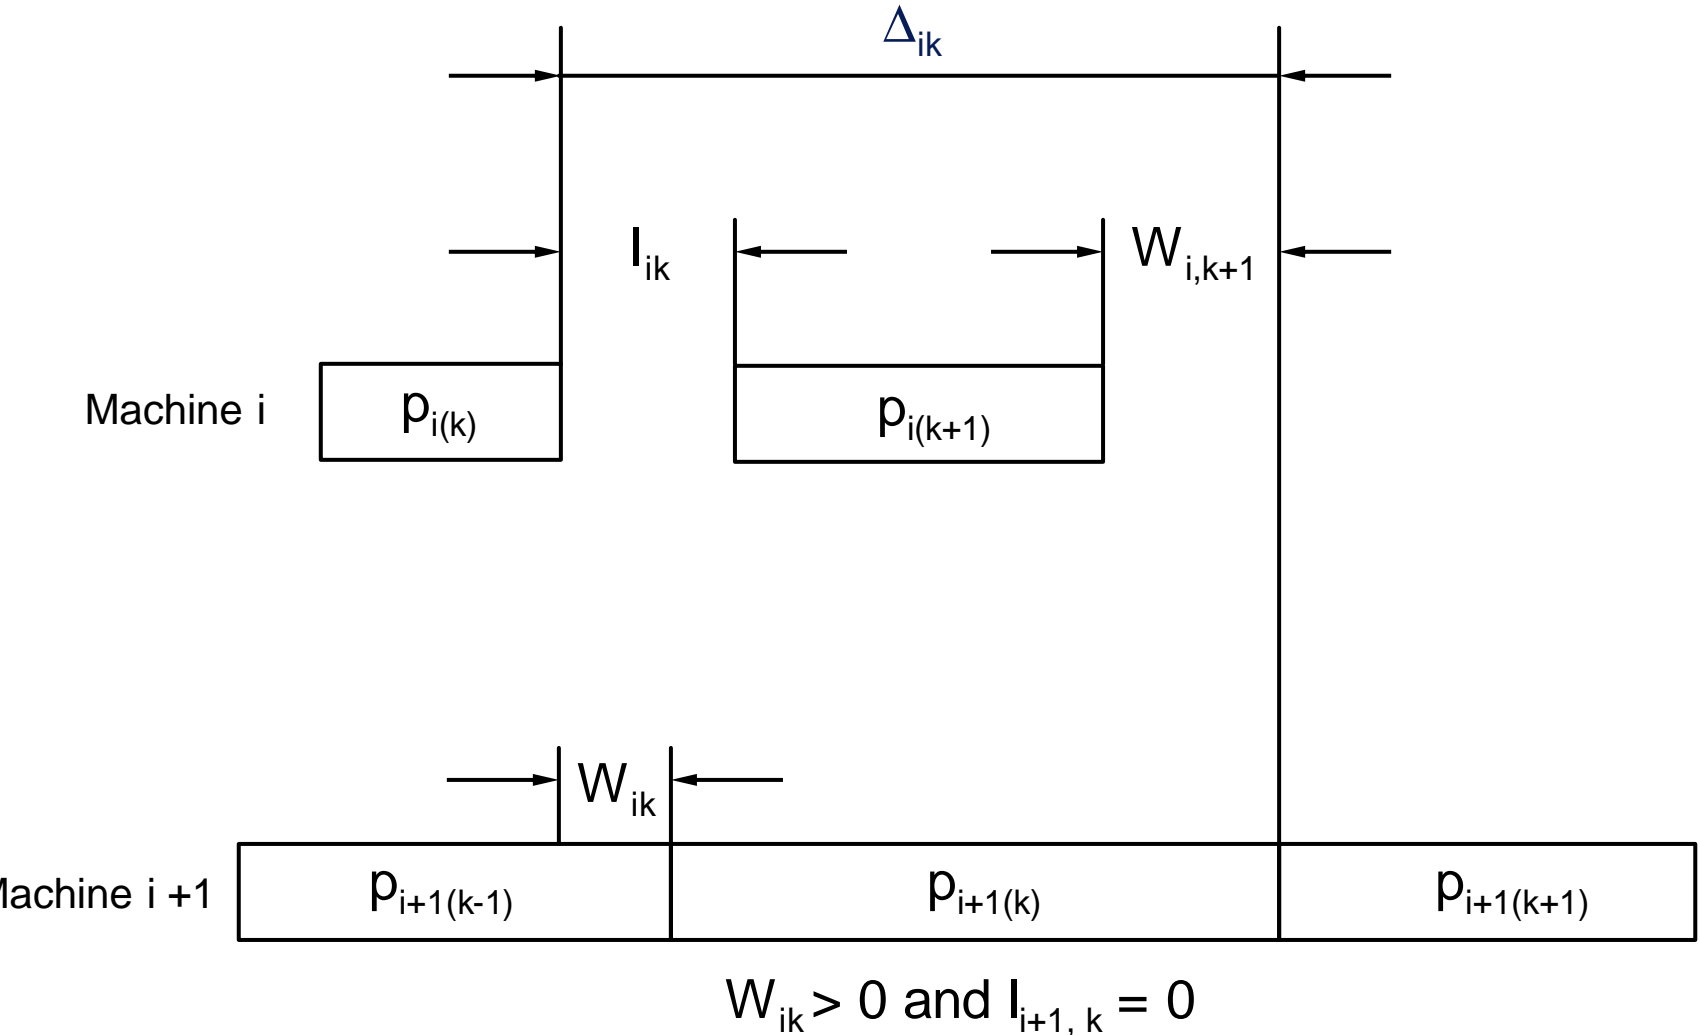 Δik
Iik
Wi,k+1
Machine i
pi(k)
pi(k+1)
Wik
Machine i +1
pi+1(k-1)
pi+1(k)
pi+1(k+1)
Wik > 0 and Ii+1, k = 0